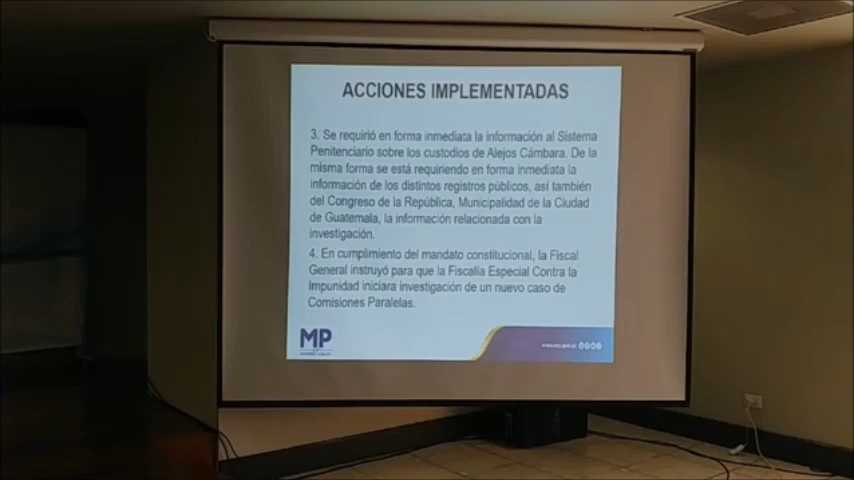 ACCIONES IMPLEMENTADAS
3. Se requirió en forma inmediata la información al Sistema
Penitenciario sobre los custodios de Alejos Cámbara. De la
misma forma se está requiriendo en forma inmediata la
información de los distintos registros públicos, así también
del Congreso de la República, Municipalidad de la Ciudad
de Guatemala, la información relacionada con la
investigación.
4. En cumplimiento del mandato constitucional, la Fiscal
General instruyó para que la Fiscalía Especial Contra la
Impunidad iniciara investigación de un nuevo caso de
Comisiones Paralelas.
MP